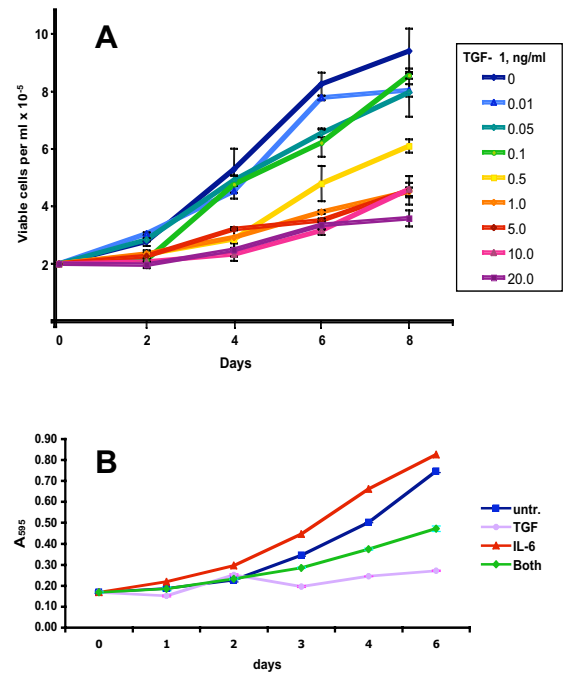 A
10
8
6
4
2
0 2 4 6 8
Viable cells per ml x 10-5
Days
TGF- 1, ng/ml
0
0.01
0.05
0.1
0.5
1.0
5.0
10.0
20.0
B
0.90
0.80
0.70
0.60
0.50
0.40
0.30
0.20
0.10
0.00
0 1 2 3 4 6
A595
days
untr.
TGF
IL-6
Both